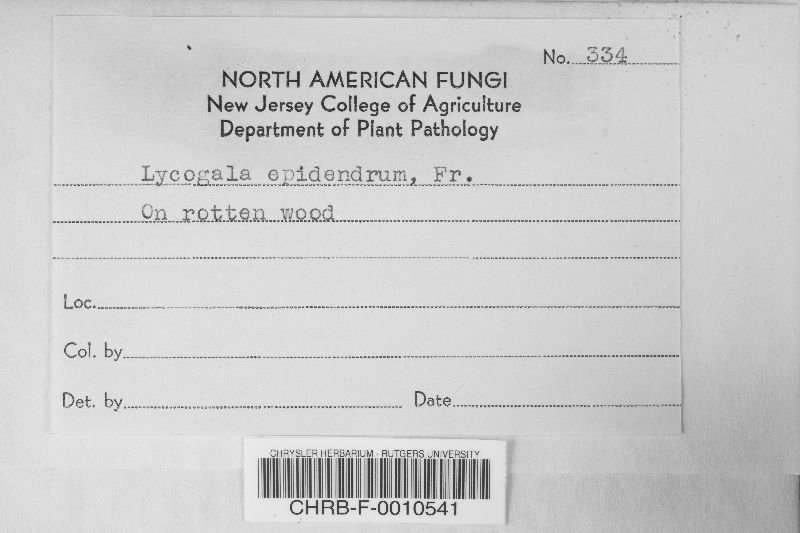 No. 334
NORTH AMERICAN FUNGI
New Jersey College of Agriculture
Department of Plant Pathology
Lycogala epidendrum, Fr.
On rotten wood
Loc.
Col. by
Det. by Date
CHRYSLER HERBARIUM - RUTGERS UNIVERSITY
CHRB-F-0010541